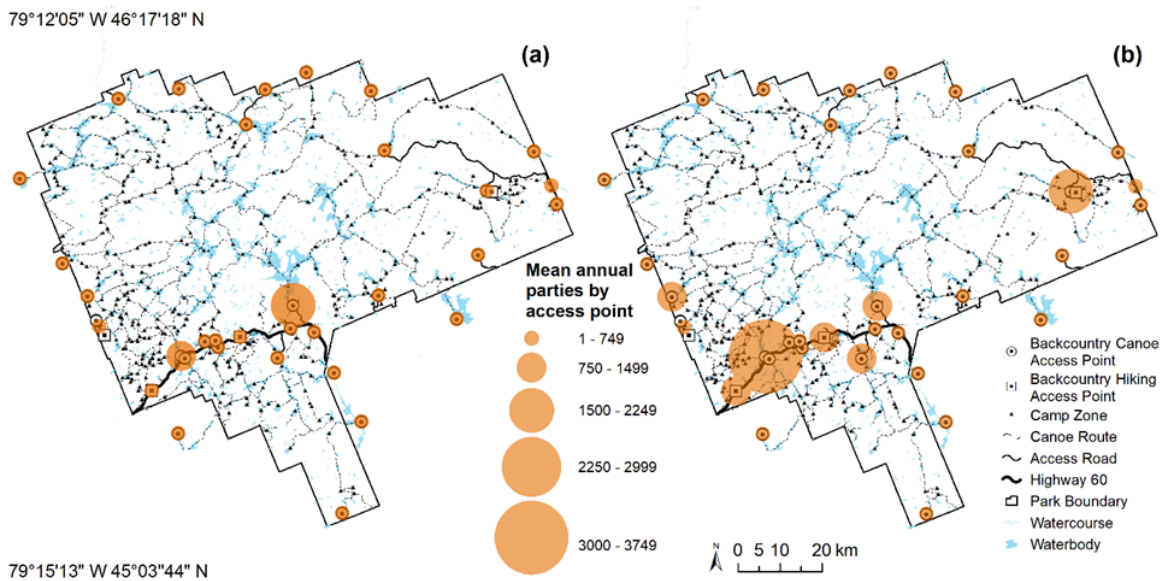 79°12'05" W 46°17'18" N
(a)
(b)
Mean annual
parties by
access point
1 - 749
750 - 1499
1500 - 2249
2250 - 2999
3000 - 3749
Backcountry Canoe
Access Point
Backcountry Hiking
Access Point
Camp Zone
Canoe Route
Access Road
Highway 60
Park Boundary
Watercourse
Waterbody
N
0 5 10 20 km
79°15'13" W 45°03'44" N